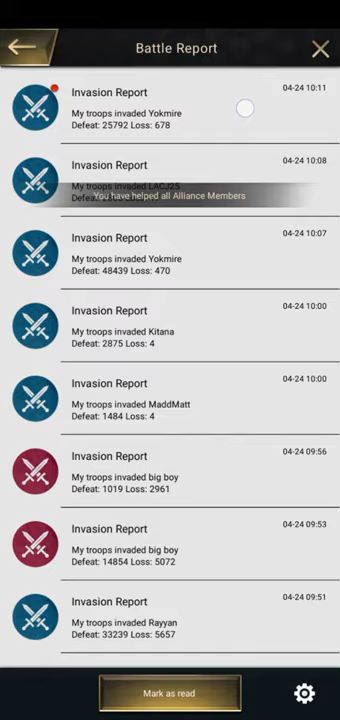 Battle Report
Invasion Report
04-24 10:11
My troops invaded Yokmire
Defeat: 25792 Loss: 678
Invasion Report
04-24 10:08
My troops invaded LACJ25
You have helped all Alliance Members
Invasion Report
04-24 10:07
My troops invaded Yokmire
Defeat: 48439 Loss: 470
Invasion Report
04-24 10:00
My troops invaded Kitana
Defeat: 2875 Loss: 4
Invasion Report
04-24 10:00
My troops invaded MaddMatt
Defeat: 1484 Loss: 4
Invasion Report
04-24 09:56
My troops invaded big boy
Defeat: 1019 Loss: 2961
Invasion Report
04-24 09:53
My troops invaded big boy
Defeat: 14854 Loss: 5072
Invasion Report
04-24 09:51
My troops invaded Rayyan
Defeat: 33239 Loss: 5657
Mark as read